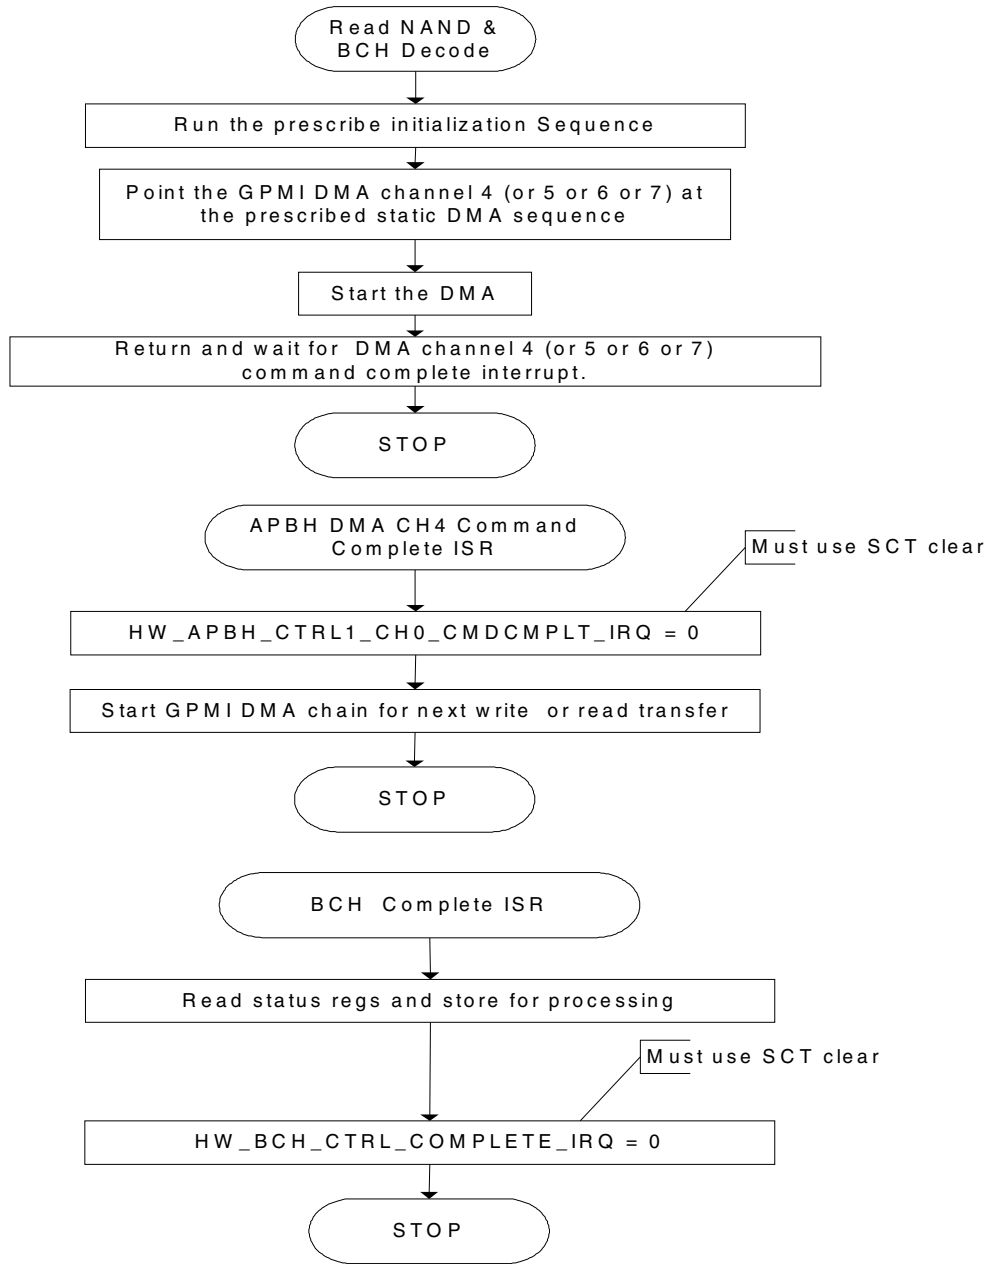 Read NAND &
BCH Decode
Run the prescribe initialization Sequence
Point the GPMI DMA channel 4 (or 5 or 6 or 7) at
the prescribed static DMA sequence
Start the DMA
Return and wait for DMA channel 4 (or 5 or 6 or 7)
command complete interrupt.
STOP
APBH DMA CH4 Command
Complete ISR
Must use SCT clear
HW_APBH_CTRL1_CH0_CMDCMPLT_IRQ = 0
Start GPMI DMA chain for next write or read transfer
STOP
BCH Complete ISR
Read status regs and store for processing
Must use SCT clear
HW_BCH_CTRL_COMPLETE_IRQ = 0
STOP